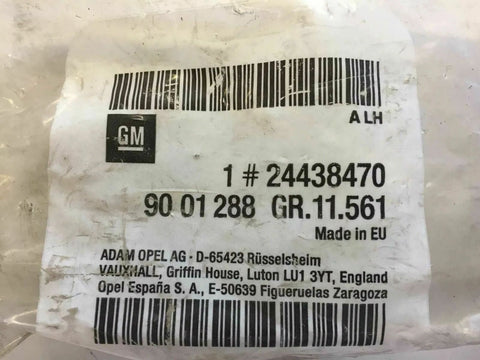 A LH
GM
1 # 24438470
90 01 288 GR.11.561
Made in EU
ADAM OPEL AG · D-65423 Rüsselsheim
VAUXHALL, Griffin House, Luton LU1 3YT, England
Opel España S. A., E-50639 Figueruelas Zaragoza